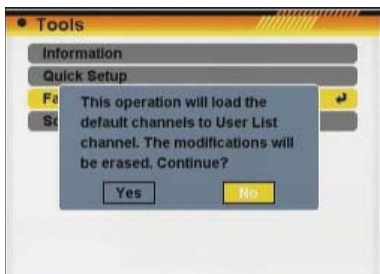 Tools
Information
Quick Setup
Fa
This operation will load the
default channels to User List
channel. The modifications will
be erased. Continue?
Yes
No